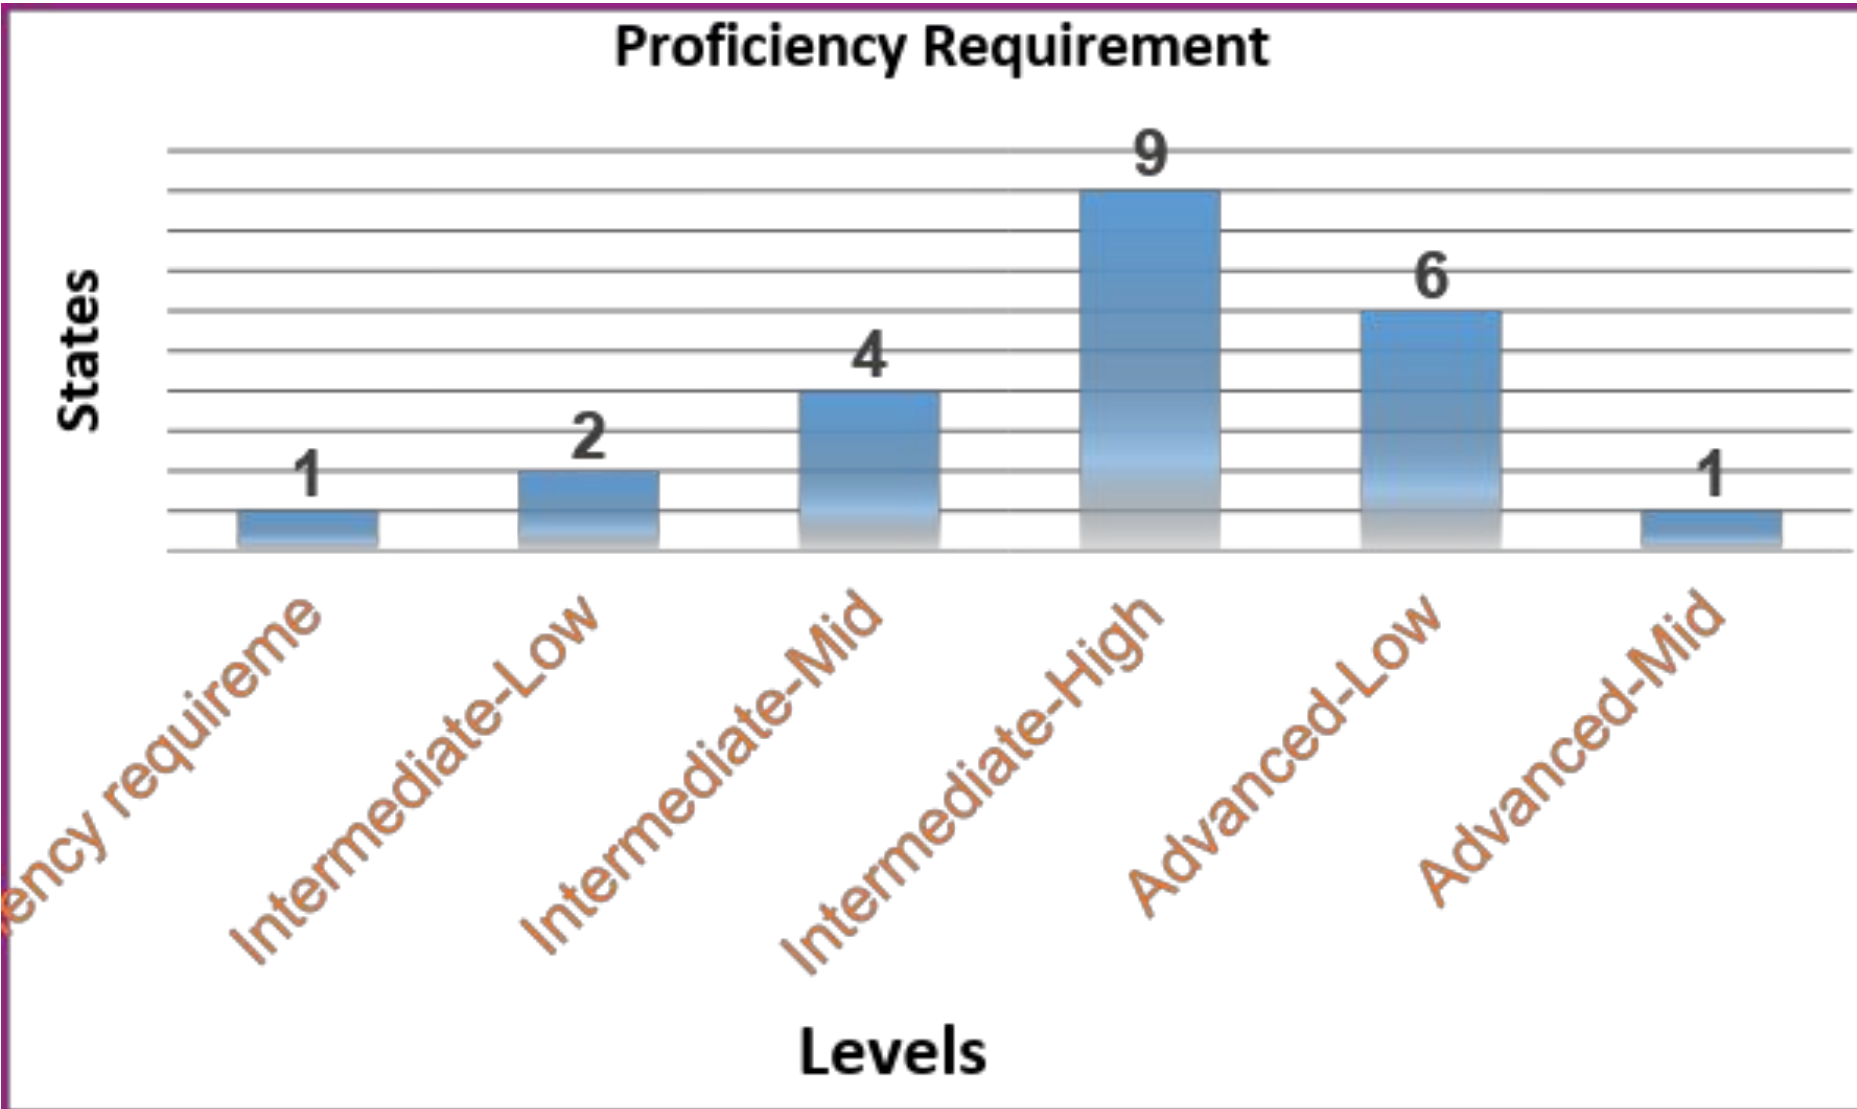 Proficiency Requirement
States
1
2
4
9
6
1
ency requireme
Intermediate-Low
Intermediate-Mid
Intermediate-High
Advanced-Low
Advanced-Mid
Levels